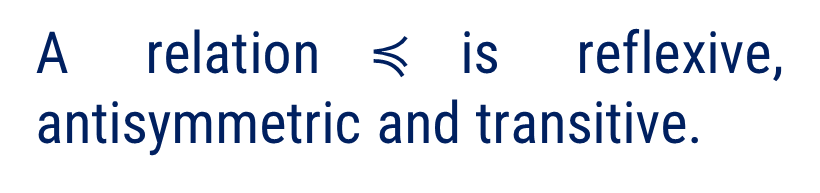 A relation ≼ is reflexive,
antisymmetric and transitive.